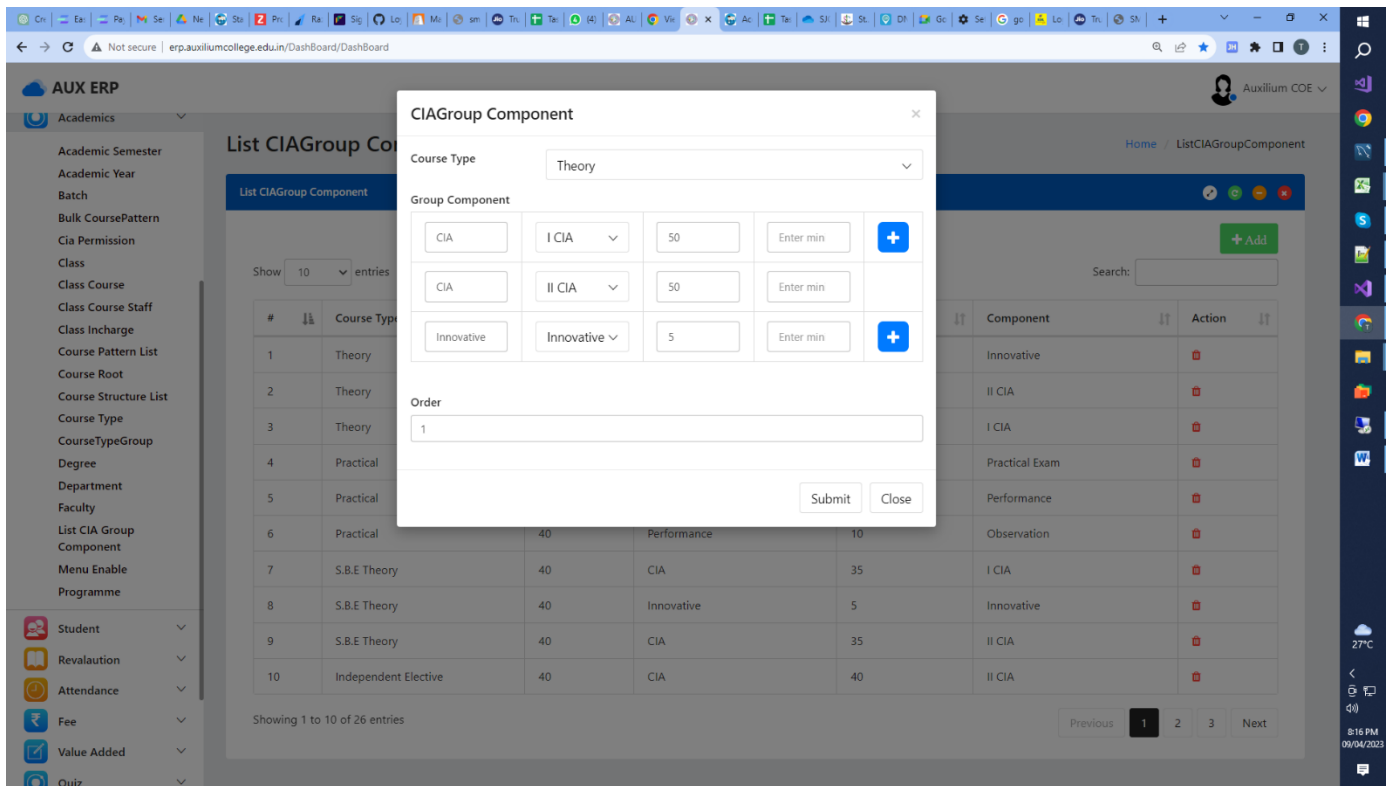 Not secure | erp.auxiliumcollege.edu.in/DashBoard/DashBoard
AUX ERP
Auxilium COE
Academics
Academic Semester
Academic Year
Batch
Bulk CoursePattern
Cia Permission
Class
Class Course
Class Course Staff
Class Incharge
Course Pattern List
Course Root
Course Structure List
Course Type
CourseTypeGroup
Degree
Department
Faculty
List CIA Group
Component
Menu Enable
Programme
Student
Revalaution
Attendance
Fee
Value Added
Quiz
List CIAGroup
Home / ListCIAGroupComponent
List CIAGroup Component
Add
Show 10 entries
Search:
# Course Type Component Action
1 Theory Innovative
2 Theory II CIA
3 Theory I CIA
4 Practical Practical Exam
5 Practical Performance
6 Practical 40 Performance 10 Observation
7 S.B.E Theory 40 CIA 35 I CIA
8 S.B.E Theory 40 Innovative 5 Innovative
9 S.B.E Theory 40 CIA 35 II CIA
10 Independent Elective 40 CIA 40 II CIA
Showing 1 to 10 of 26 entries
Previous 1 2 3 Next
CIAGroup Component
Course Type Theory
Group Component
CIA I CIA 50 Enter min
CIA II CIA 50 Enter min
Innovative Innovative 5 Enter min
Order
1
Submit Close
27°C
8:16 PM
09/04/2023